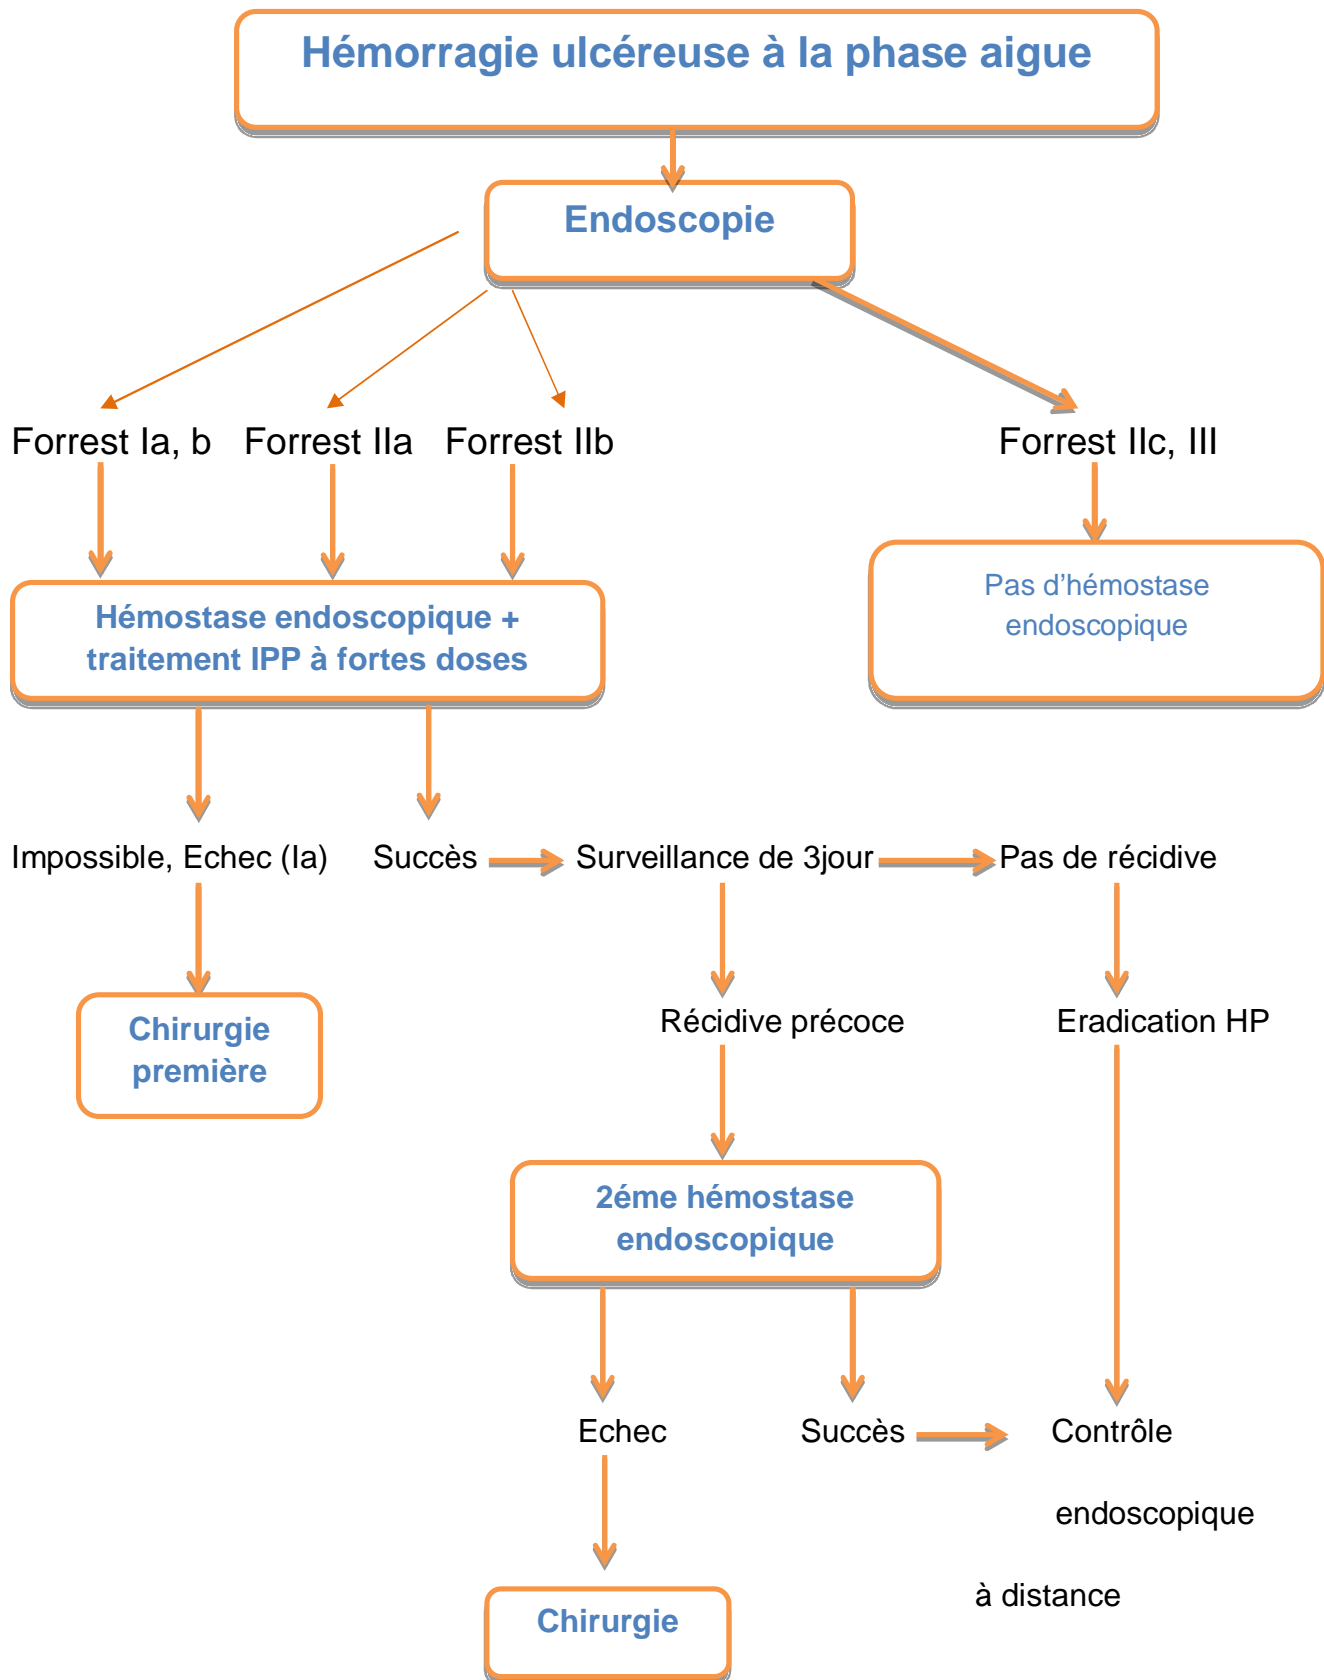 Hémorragie ulcéreuse à la phase aigue
Endoscopie
Forrest Ia, b
Forrest IIa
Forrest IIb
Forrest IIc, III
Hémostase endoscopique +
traitement IPP à fortes doses
Pas d’hémostase
endoscopique
Impossible, Echec (Ia)
Succès
Surveillance de 3jour
Pas de récidive
Chirurgie
première
Récidive précoce
Eradication HP
2éme hémostase
endoscopique
Echec
Succès
Contrôle
endoscopique
à distance
Chirurgie